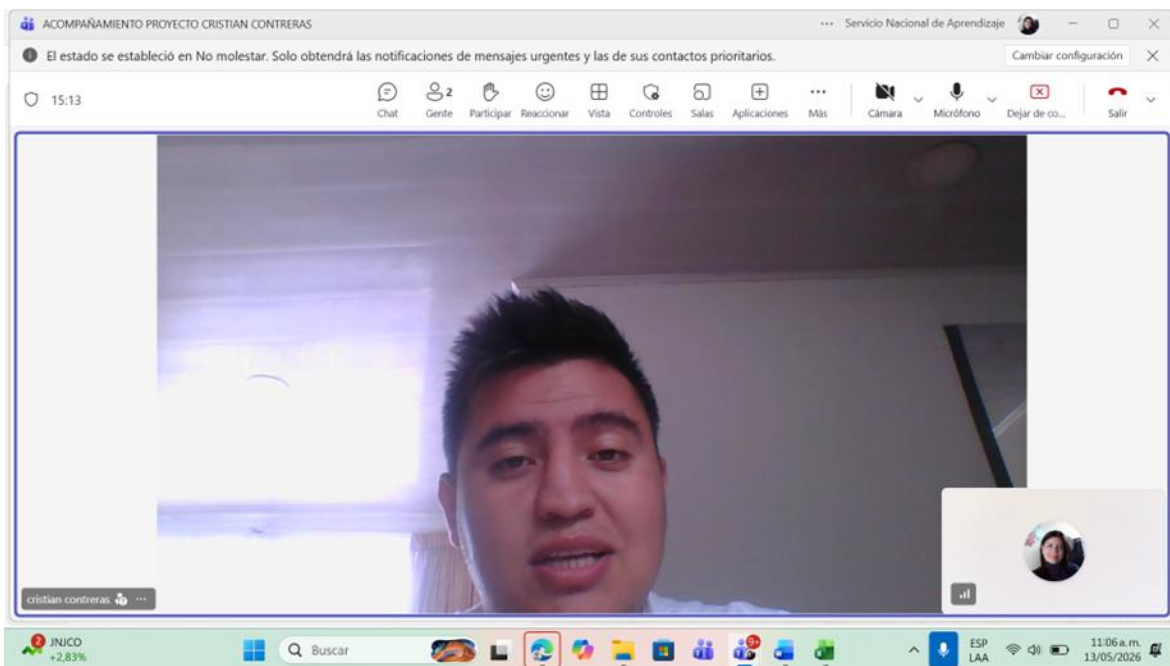 ACOMPAÑAMIENTO PROYECTO CRISTIAN CONTRERAS
Servicio Nacional de Aprendizaje
El estado se estableció en No molestar. Solo obtendrá las notificaciones de mensajes urgentes y las de sus contactos prioritarios.
Cambiar configuración
15:13
2
Chat Gente Participar Reaccionar Vista Controles Salas Aplicaciones Más Cámara Micrófono Dejar de co... Salir
cristian contreras
2 JNJCO
+2,83%
Buscar
9+
ESP
LAA
11:06 a.m.
13/05/2026